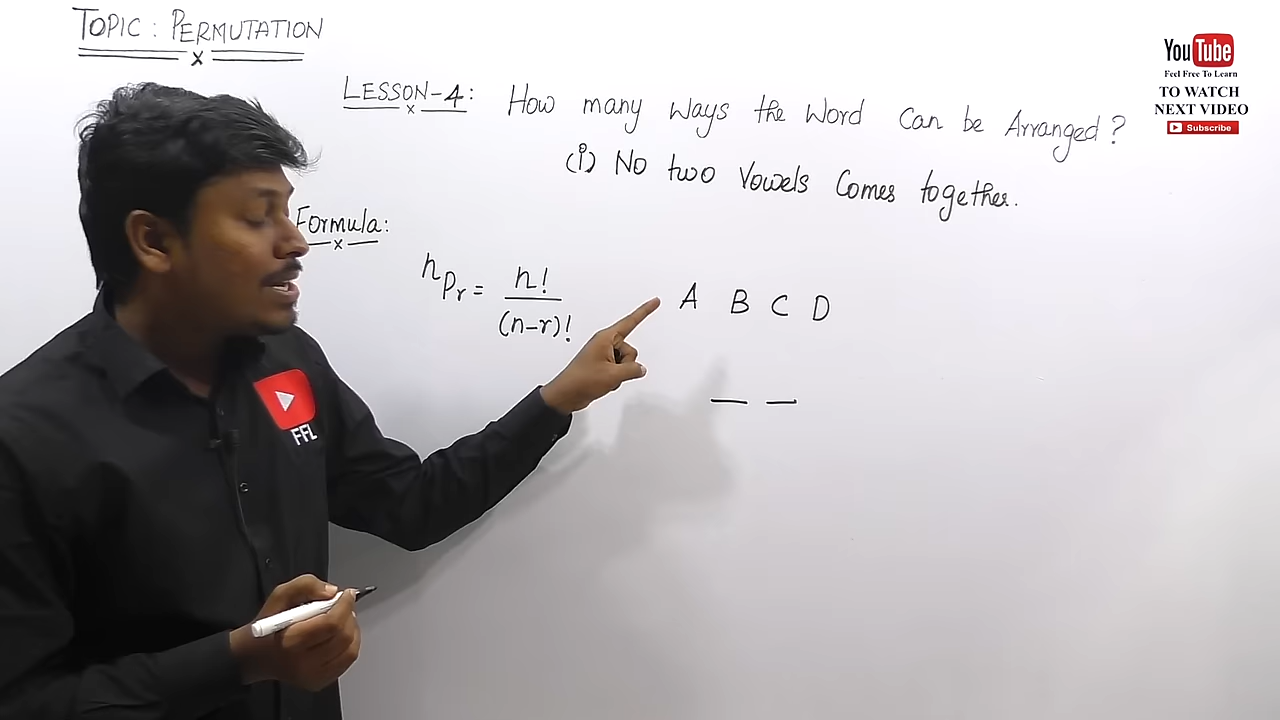 TOPIC: PERMUTATION
x
LESSON-4: How many ways the Word Can be Arranged?
x
(i) No two Vowels Comes together.
Formula:
x
nPr = n! / (n-r)!
A B C D
FFL
YouTube
Feel Free To Learn
TO WATCH
NEXT VIDEO
Subscribe